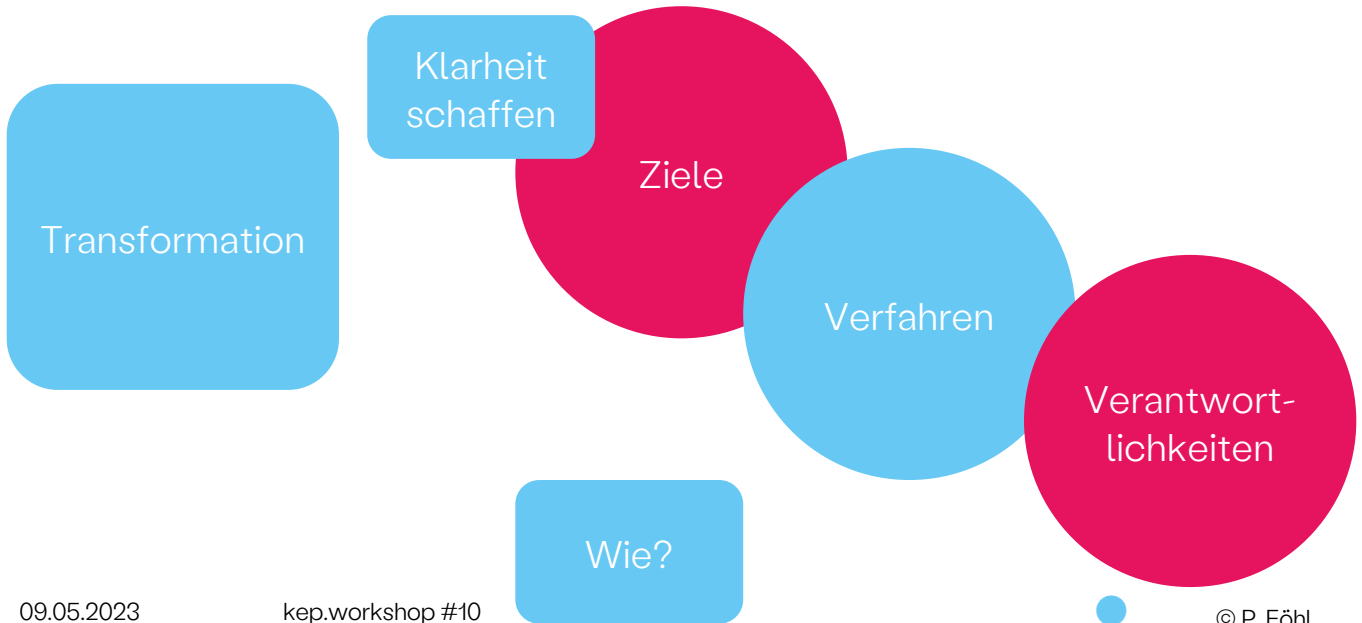 Klarheit
schaffen
Ziele
Transformation
Verfahren
Verantwort-
lichkeiten
Wie?
09.05.2023
kep.workshop #10
© P. Föhl